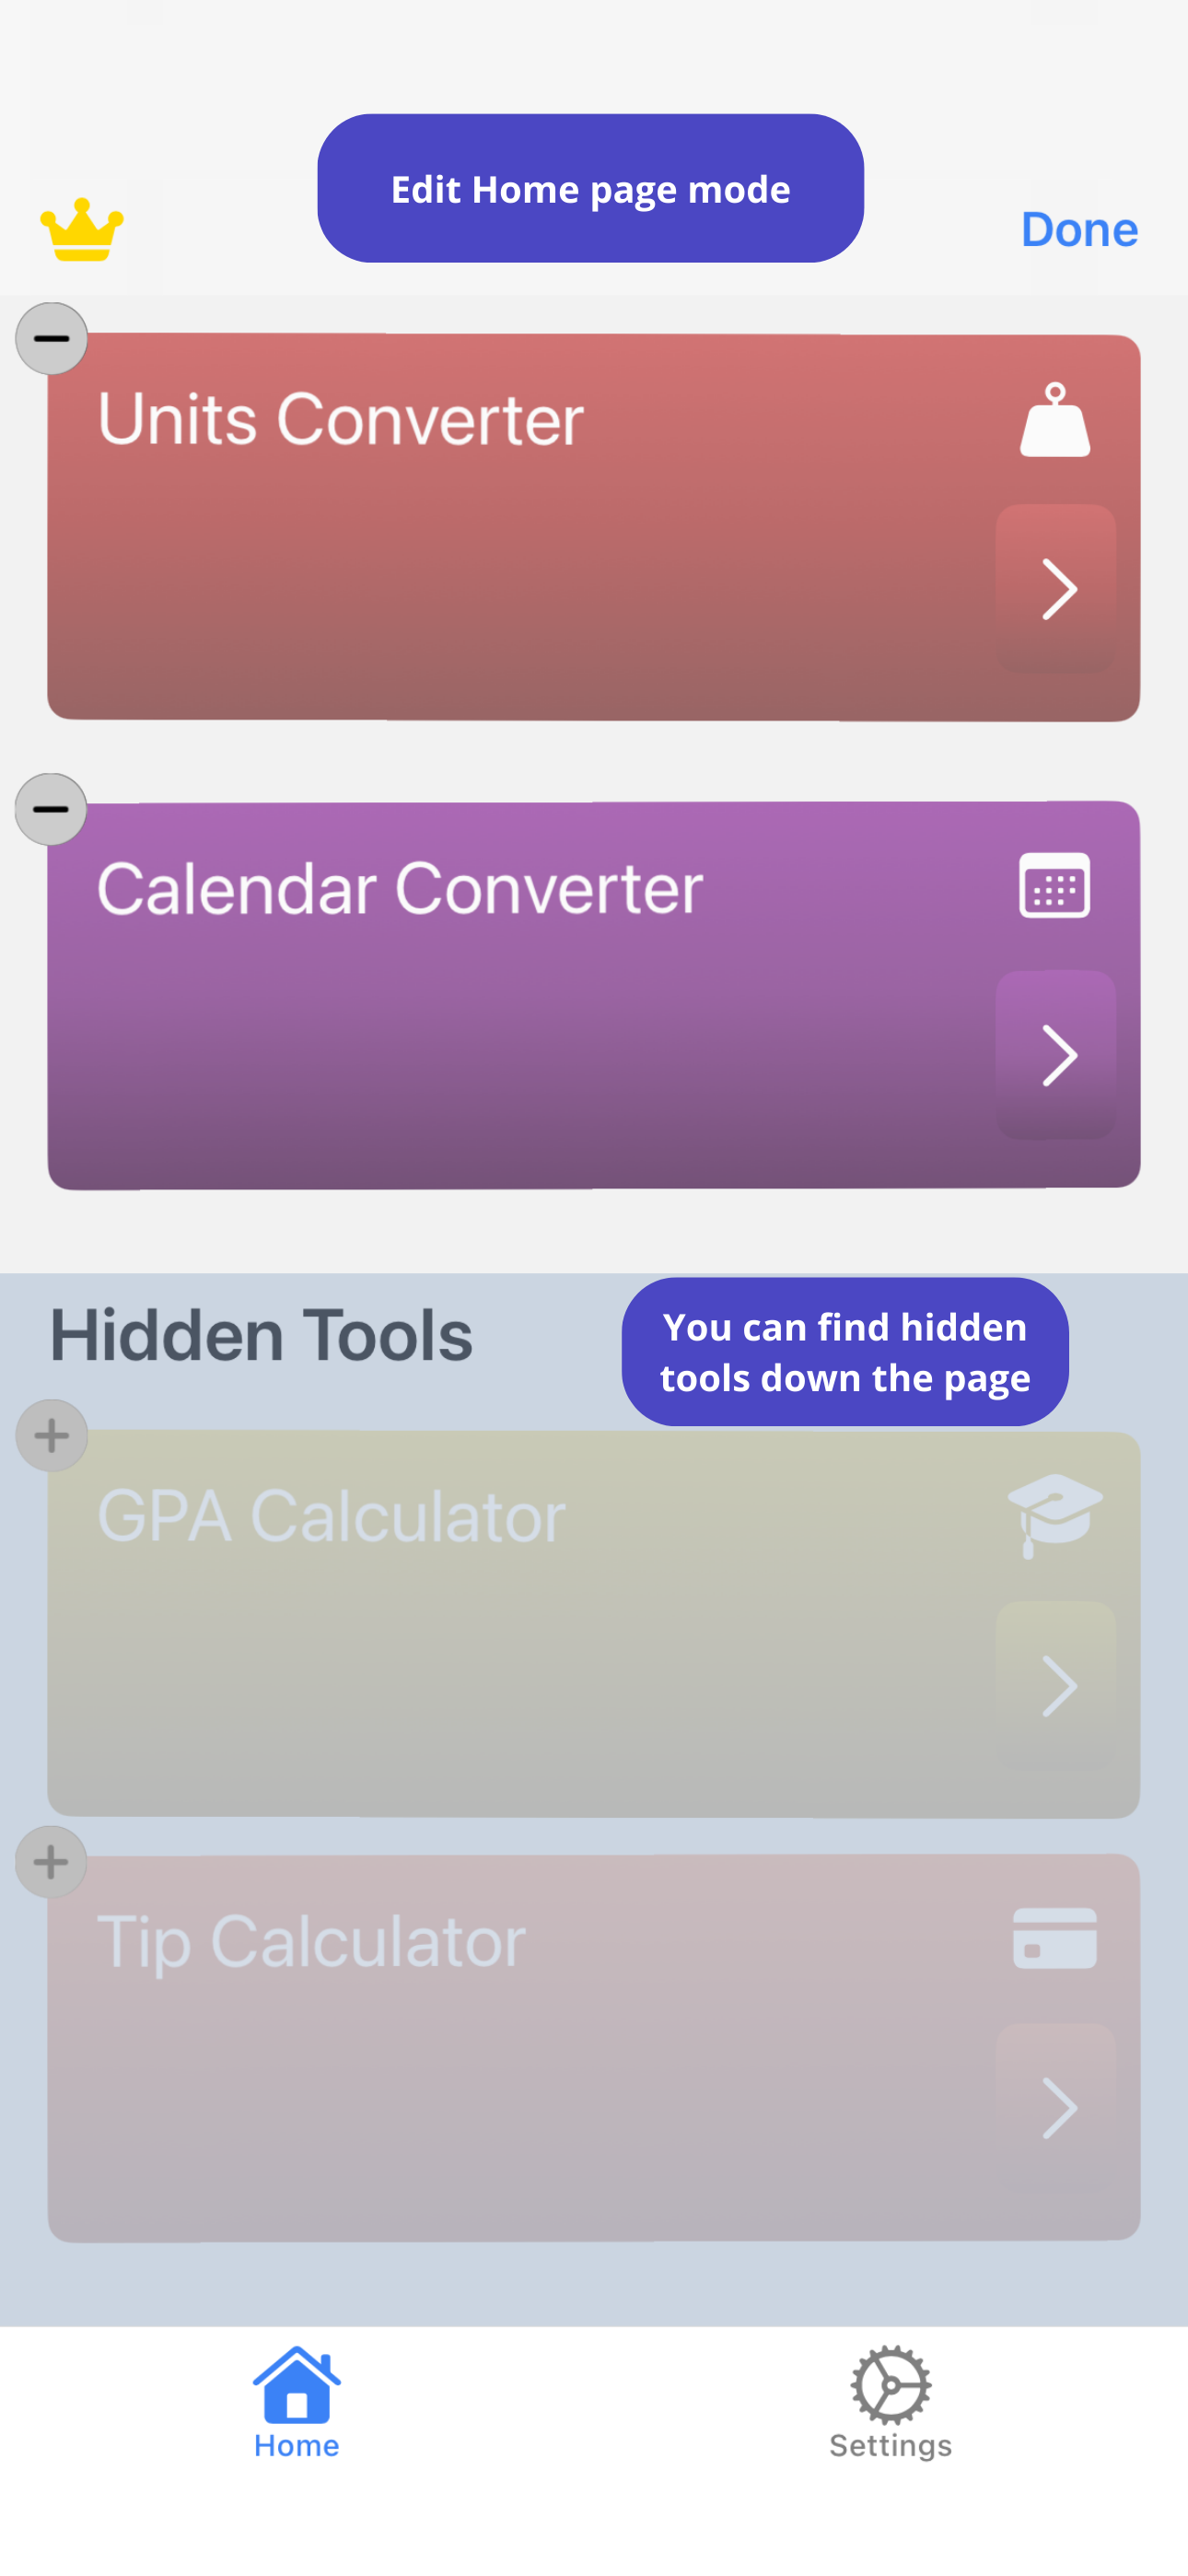 Edit Home page mode
Done
Units Converter
Calendar Converter
Hidden Tools
You can find hidden
tools down the page
GPA Calculator
Tip Calculator
Home
Settings